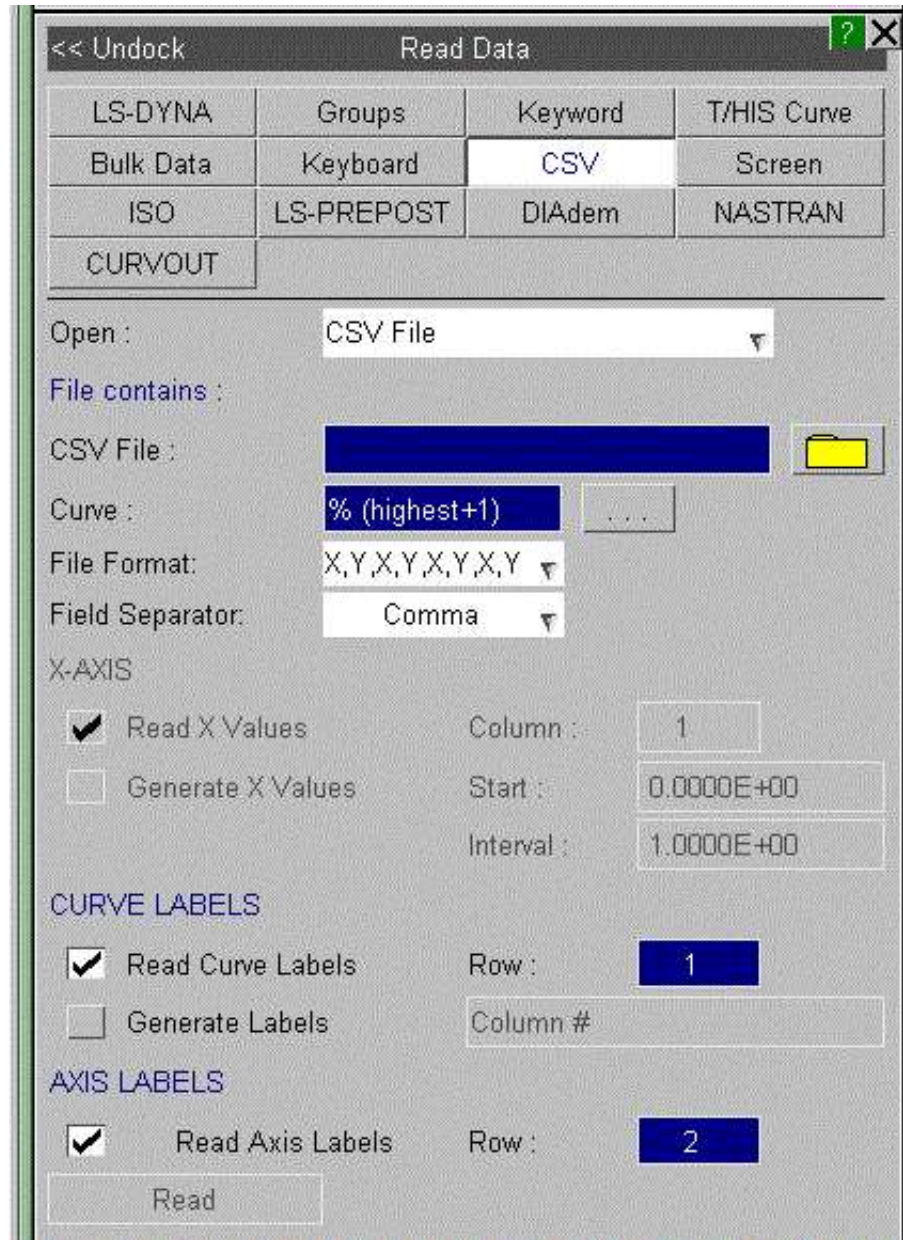 << Undock Read Data ? X
LS-DYNA Groups Keyword T/HIS Curve
Bulk Data Keyboard CSV Screen
ISO LS-PREPOST DIAdem NASTRAN
CURVOUT
Open : CSV File
File contains :
CSV File :
Curve : % (highest+1) . . .
File Format: X,Y,X,Y,X,Y,X,Y
Field Separator: Comma
X-AXIS
Read X Values Column : 1
Generate X Values Start : 0.0000E+00
Interval : 1.0000E+00
CURVE LABELS
Read Curve Labels Row : 1
Generate Labels Column #
AXIS LABELS
Read Axis Labels Row : 2
Read